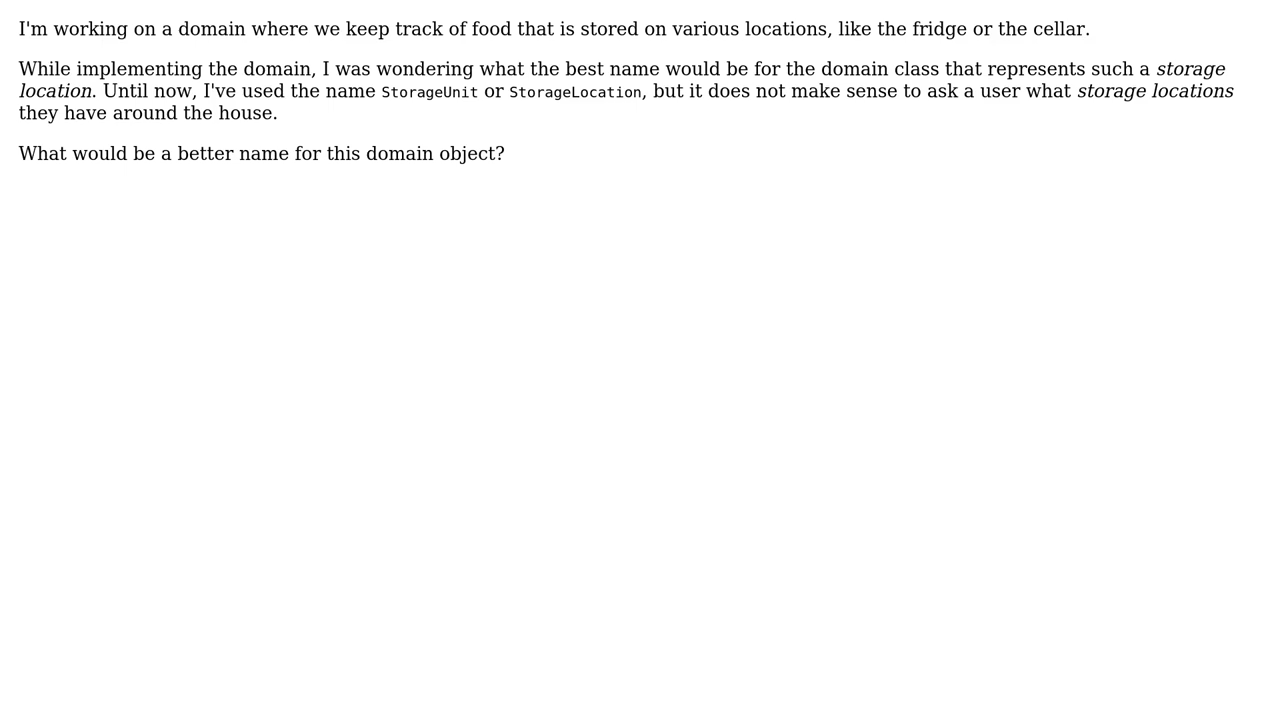 I'm working on a domain where we keep track of food that is stored on various locations, like the fridge or the cellar.
While implementing the domain, I was wondering what the best name would be for the domain class that represents such a storage
location. Until now, I've used the name StorageUnit or StorageLocation, but it does not make sense to ask a user what storage locations
they have around the house.
What would be a better name for this domain object?